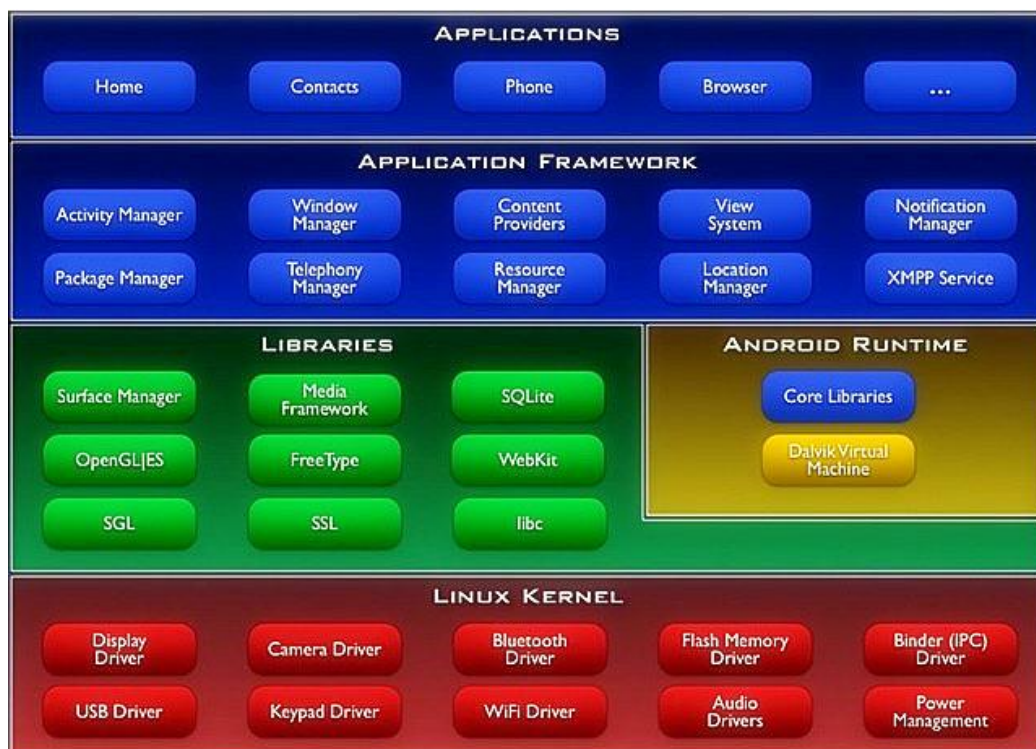 APPLICATIONS
Home
Contacts
Phone
Browser
...
APPLICATION FRAMEWORK
Activity Manager
Window
Manager
Content
Providers
View
System
Notification
Manager
Package Manager
Telephony
Manager
Resource
Manager
Location
Manager
XMPP Service
LIBRARIES
Surface Manager
Media
Framework
SQLite
OpenGL|ES
FreeType
WebKit
SGL
SSL
libc
ANDROID RUNTIME
Core Libraries
Dalvik Virtual
Machine
LINUX KERNEL
Display
Driver
Camera Driver
Bluetooth
Driver
Flash Memory
Driver
Binder (IPC)
Driver
USB Driver
Keypad Driver
WiFi Driver
Audio
Drivers
Power
Management